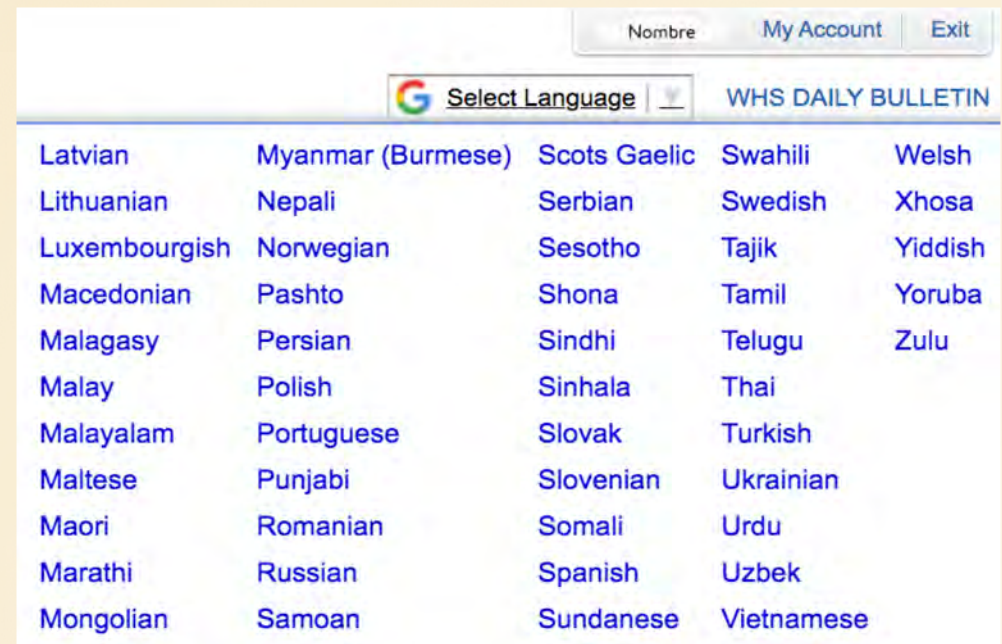 Nombre My Account Exit
Select Language WHS DAILY BULLETIN
Latvian Myanmar (Burmese) Scots Gaelic Swahili Welsh
Lithuanian Nepali Serbian Swedish Xhosa
Luxembourgish Norwegian Sesotho Tajik Yiddish
Macedonian Pashto Shona Tamil Yoruba
Malagasy Persian Sindhi Telugu Zulu
Malay Polish Sinhala Thai
Malayalam Portuguese Slovak Turkish
Maltese Punjabi Slovenian Ukrainian
Maori Romanian Somali Urdu
Marathi Russian Spanish Uzbek
Mongolian Samoan Sundanese Vietnamese